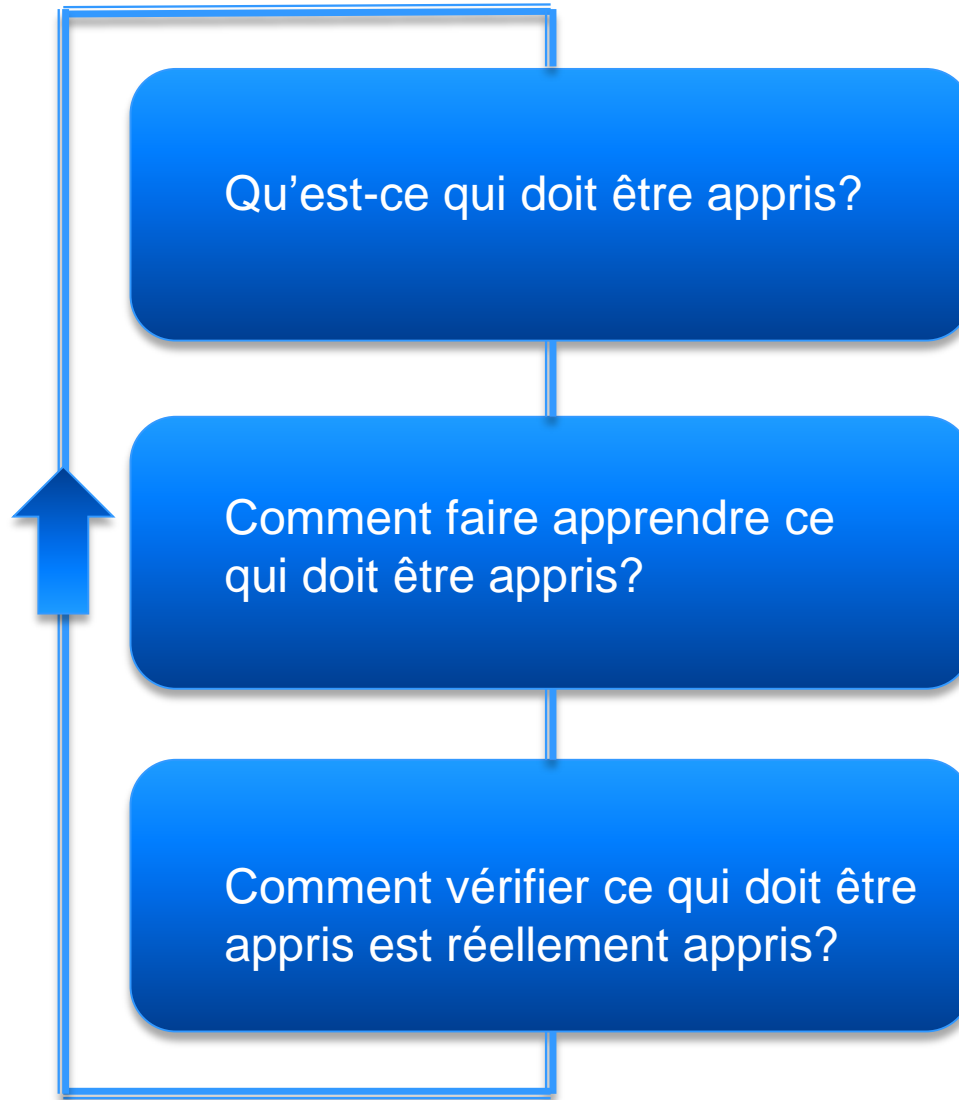 Qu’est-ce qui doit être appris?
Comment faire apprendre ce
qui doit être appris?
Comment vérifier ce qui doit être
appris est réellement appris?